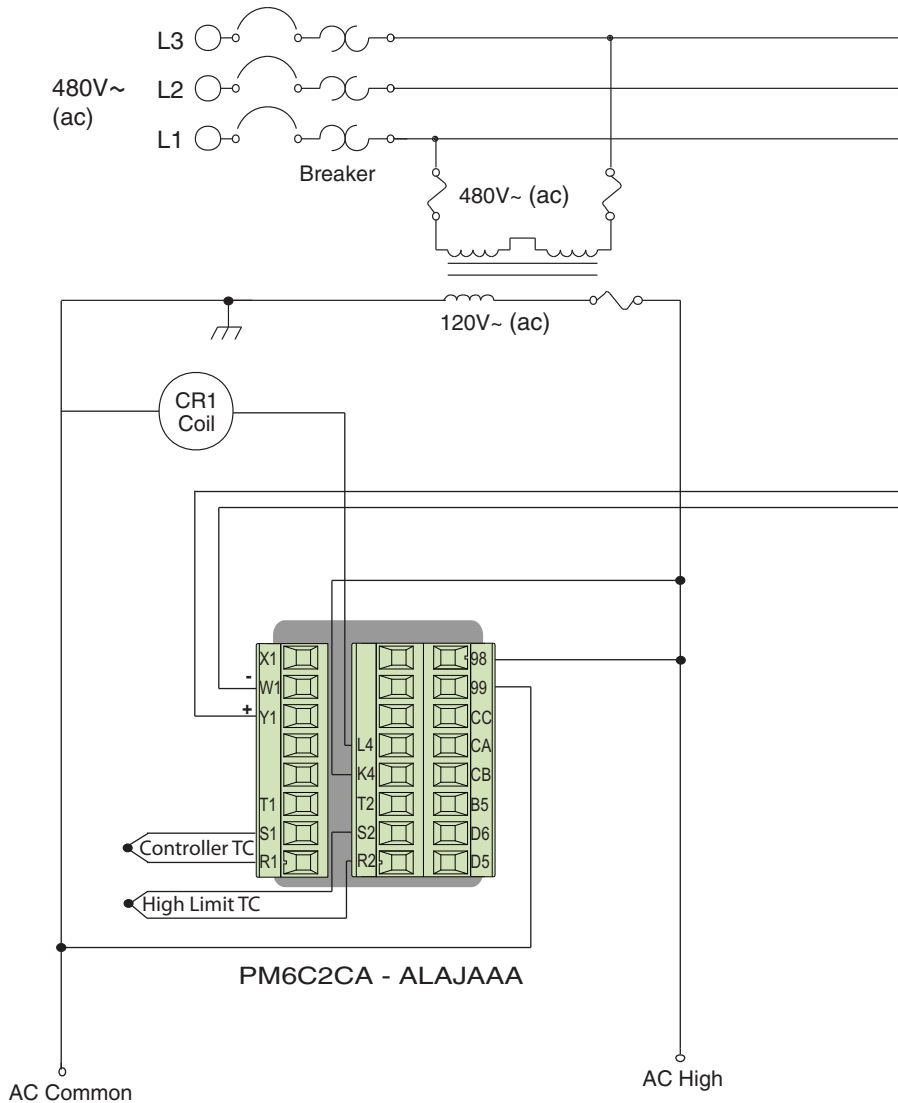 L3
480V~
(ac)
L2
L1
Breaker
480V~ (ac)
120V~ (ac)
CR1
Coil
X1
98
-
W1
99
+
Y1
CC
L4
CA
K4
CB
T1
T2
B5
Controller TC
S1
S2
D6
R1
R2
D5
High Limit TC
PM6C2CA - ALAJAAA
AC Common
AC High